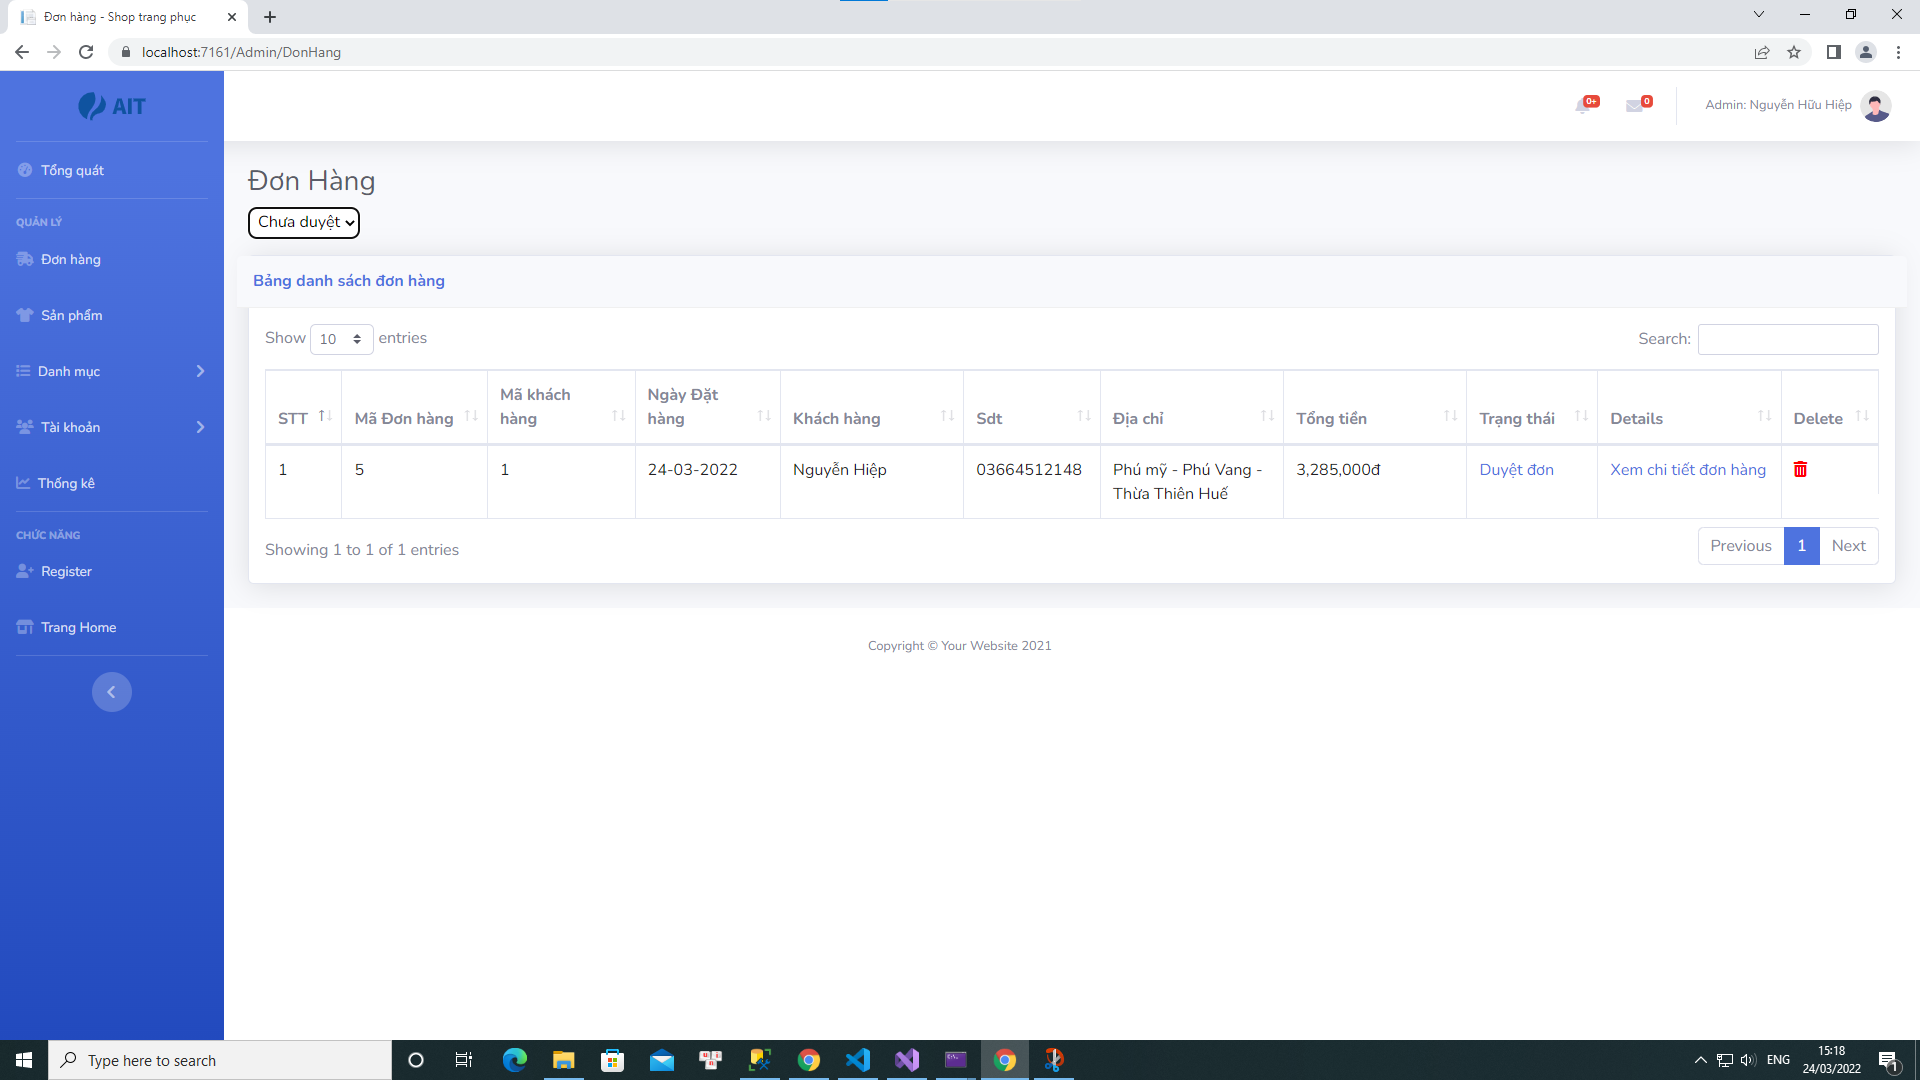 Đơn hàng - Shop trang phục
localhost:7161/Admin/DonHang
AIT
Tổng quát
QUẢN LÝ
Đơn hàng
Sản phẩm
Danh mục
Tài khoản
Thống kê
CHỨC NĂNG
Register
Trang Home
0+
0
Admin: Nguyễn Hữu Hiệp
Đơn Hàng
Chưa duyệt
Bảng danh sách đơn hàng
Show 10 entries
Search:
STT
Mã Đơn hàng
Mã khách hàng
Ngày Đặt hàng
Khách hàng
Sdt
Địa chỉ
Tổng tiền
Trạng thái
Details
Delete
1
5
1
24-03-2022
Nguyễn Hiệp
03664512148
Phú mỹ - Phú Vang -
Thừa Thiên Huế
3,285,000đ
Duyệt đơn
Xem chi tiết đơn hàng
Showing 1 to 1 of 1 entries
Previous 1 Next
Copyright © Your Website 2021
Type here to search
ENG
15:18
24/03/2022
1